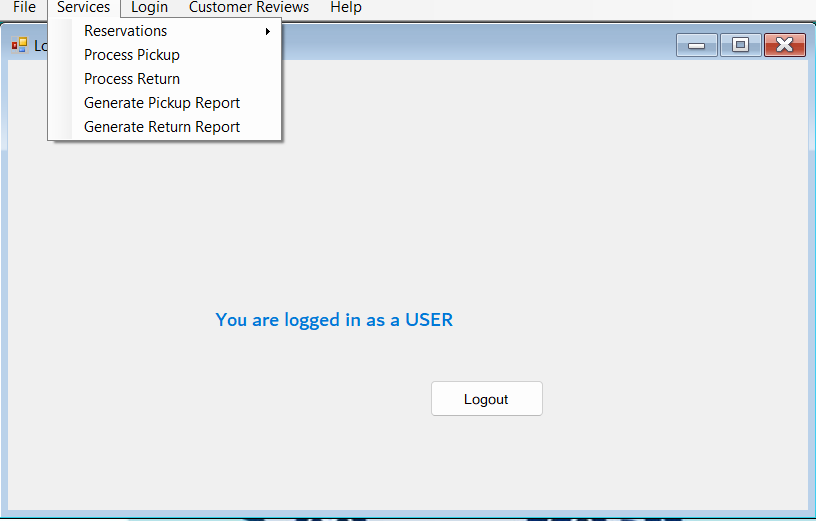 File Services Login Customer Reviews Help
Reservations
Process Pickup
Process Return
Generate Pickup Report
Generate Return Report
Lo
You are logged in as a USER
Logout